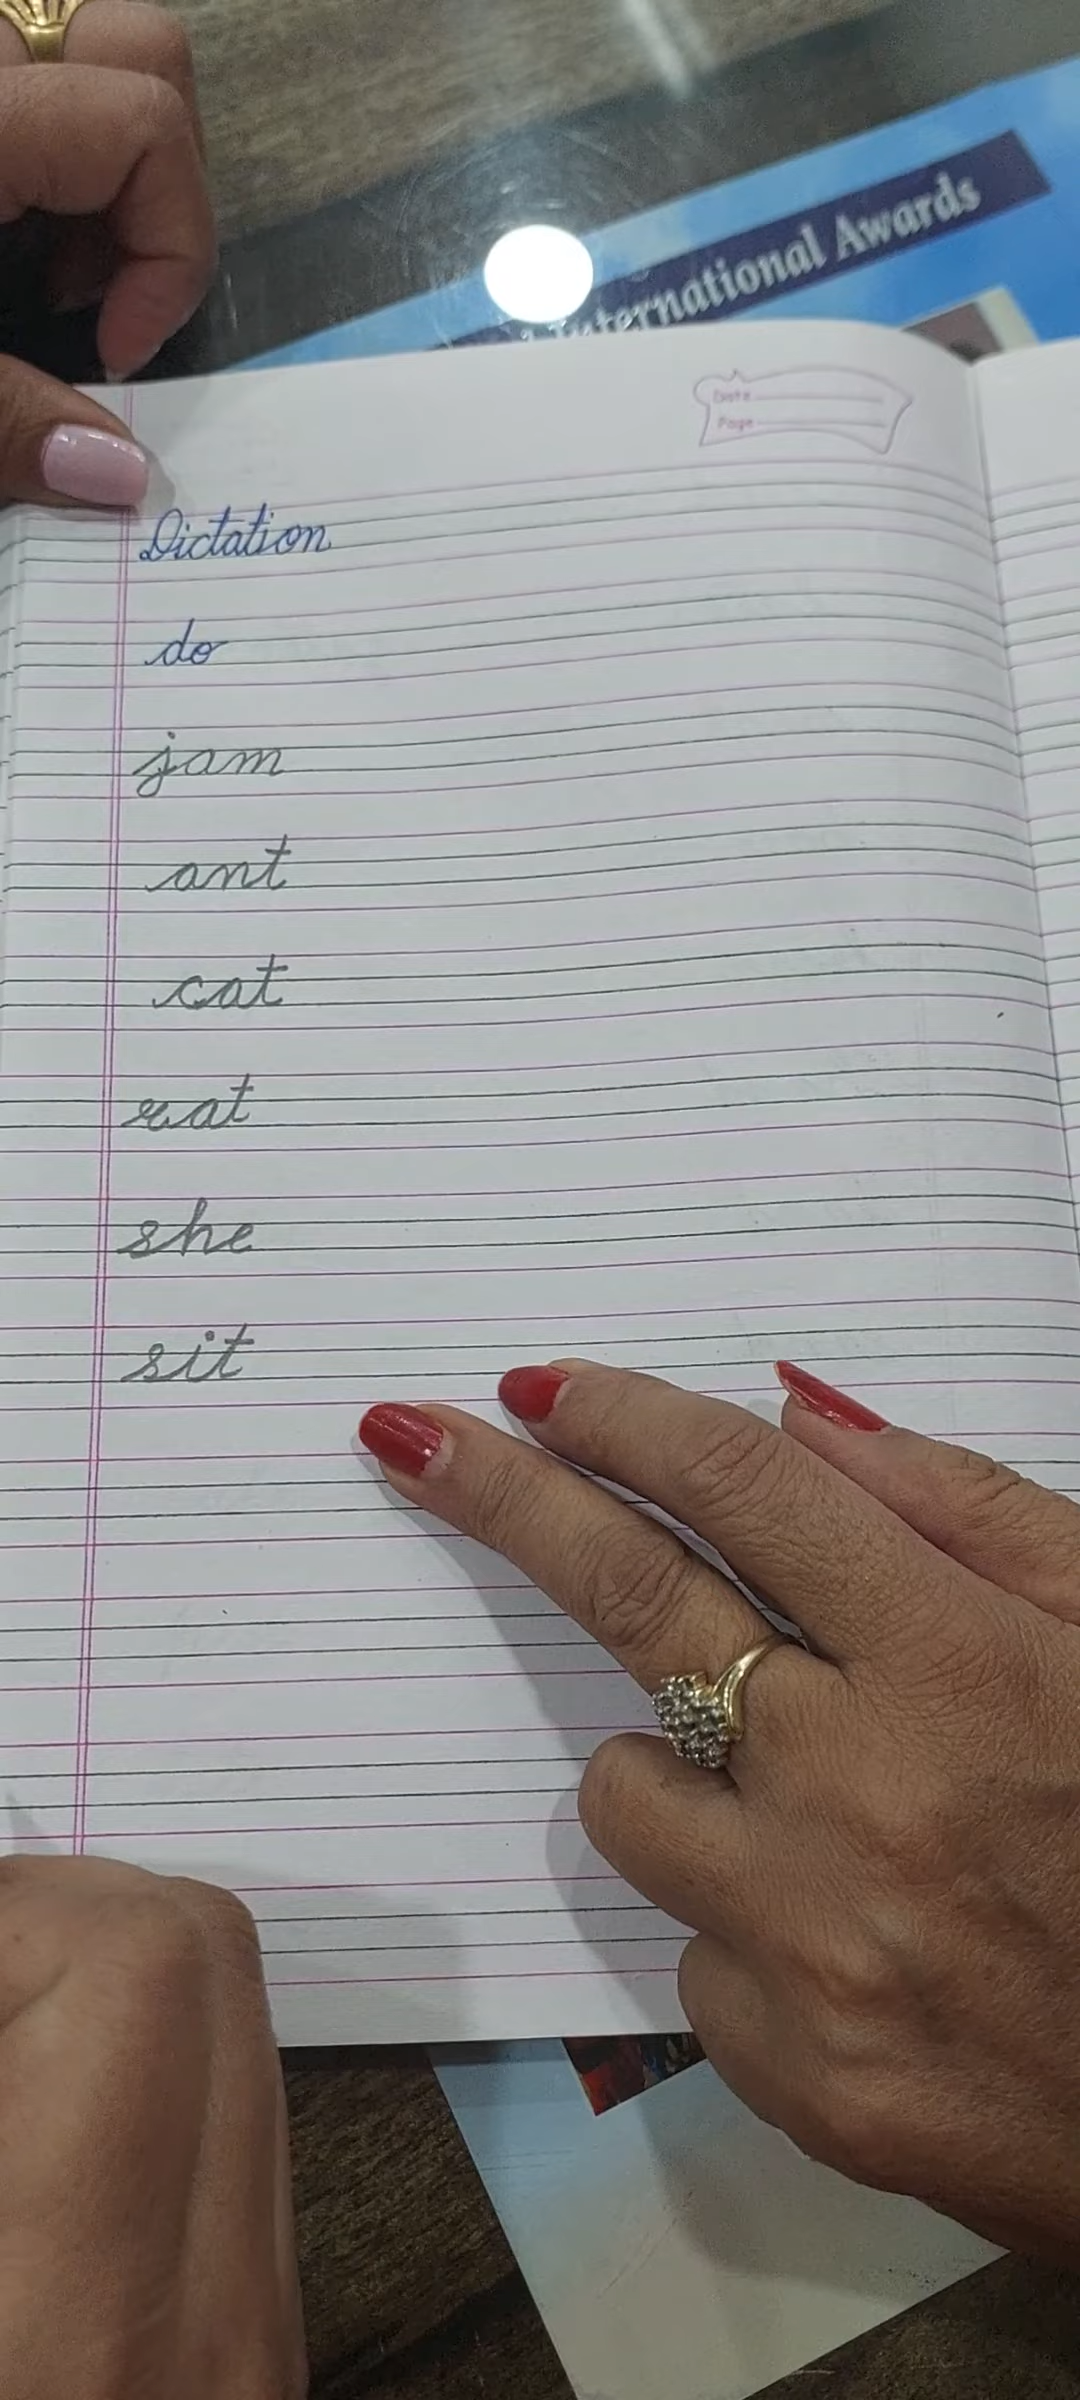 International Awards
Date
Page
Dictation
do
jam
ant
cat
rat
she
sit